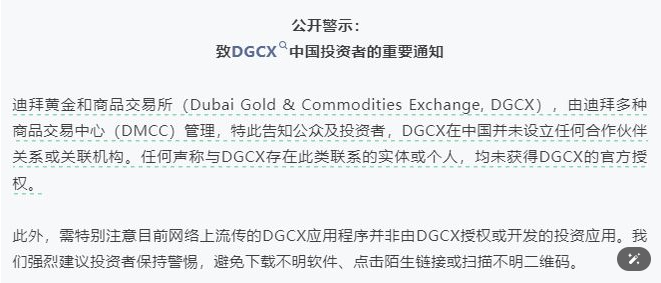 公开警示：
致DGCX中国投资者的重要通知
迪拜黄金和商品交易所（Dubai Gold & Commodities Exchange, DGCX），由迪拜多种
商品交易中心（DMCC）管理，特此告知公众及投资者，DGCX在中国并未设立任何合作伙伴
关系或关联机构。任何声称与DGCX存在此类联系的实体或个人，均未获得DGCX的官方授
权。
此外，需特别注意目前网络上流传的DGCX应用程序并非由DGCX授权或开发的投资应用。我
们强烈建议投资者保持警惕，避免下载不明软件、点击陌生链接或扫描不明二维码。